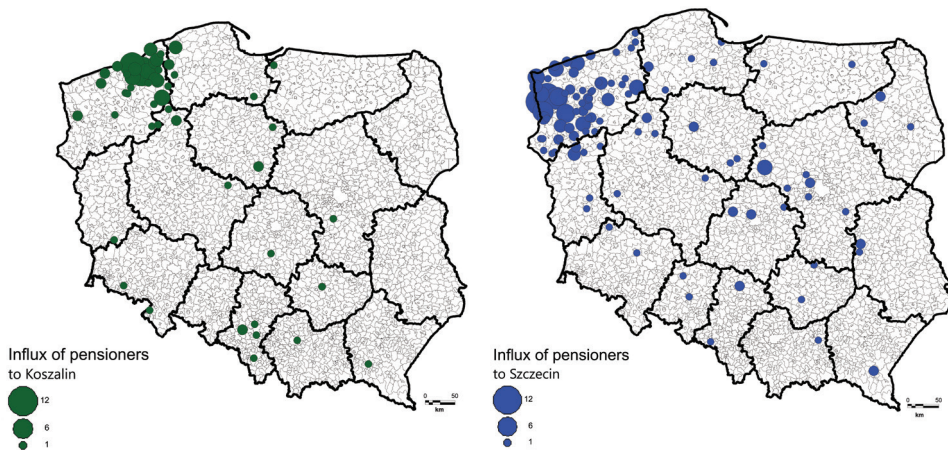 Influx of pensioners
to Koszalin
12
6
1
0 50
km
Influx of pensioners
to Szczecin
12
6
1
0 50
km